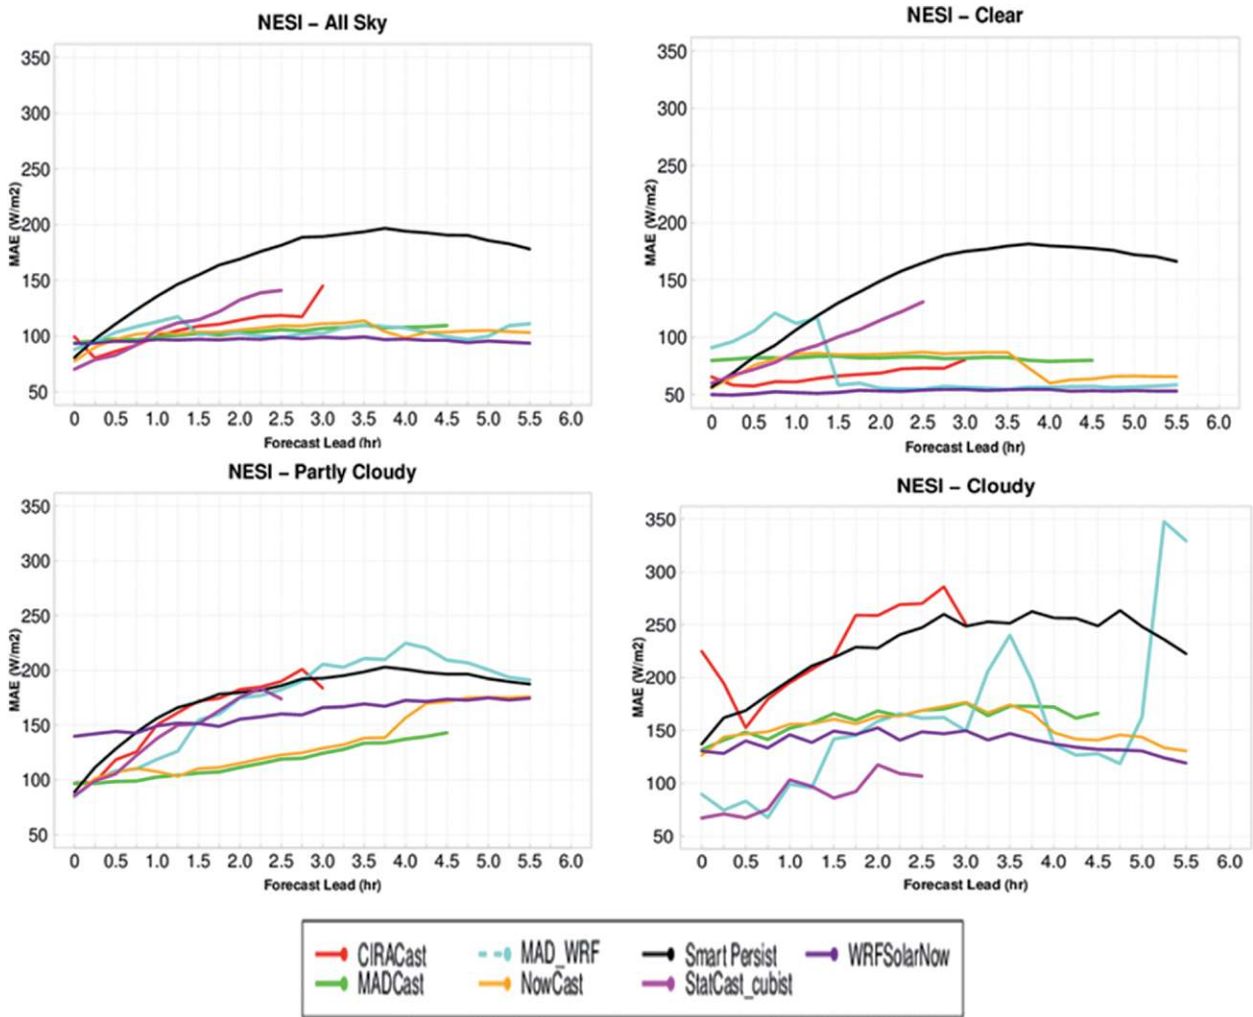 NESI – All Sky
350
300
250
200
150
100
50
MAE (W/m2)
0 0.5 1.0 1.5 2.0 2.5 3.0 3.5 4.0 4.5 5.0 5.5 6.0
Forecast Lead (hr)
NESI – Clear
350
300
250
200
150
100
50
MAE (W/m2)
0 0.5 1.0 1.5 2.0 2.5 3.0 3.5 4.0 4.5 5.0 5.5 6.0
Forecast Lead (hr)
NESI – Partly Cloudy
350
300
250
200
150
100
50
MAE (W/m2)
0 0.5 1.0 1.5 2.0 2.5 3.0 3.5 4.0 4.5 5.0 5.5 6.0
Forecast Lead (hr)
NESI – Cloudy
350
300
250
200
150
100
50
MAE (W/m2)
0 0.5 1.0 1.5 2.0 2.5 3.0 3.5 4.0 4.5 5.0 5.5 6.0
Forecast Lead (hr)
CIRACast MAD_WRF Smart Persist WRFSolarNow
MADCast NowCast StatCast_cubist